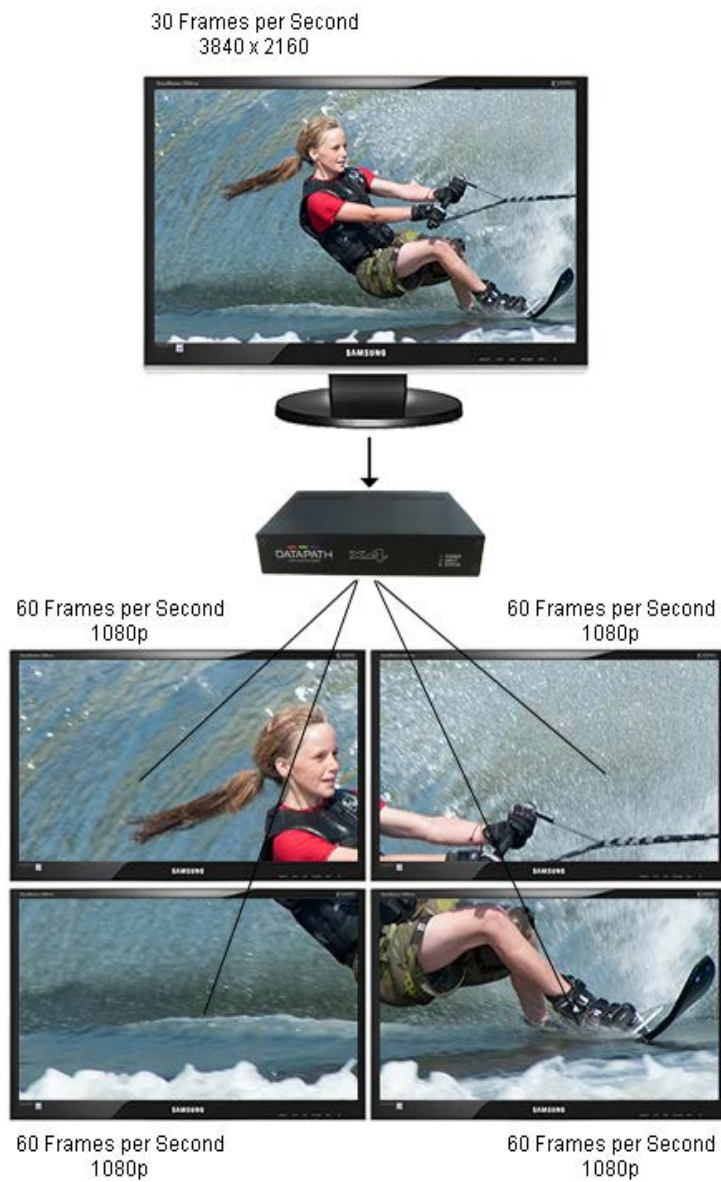 30 Frames per Second
3840 x 2160
SAMSUNG
DATAPATH x4
60 Frames per Second
1080p
60 Frames per Second
1080p
SAMSUNG
SAMSUNG
SAMSUNG
SAMSUNG
60 Frames per Second
1080p
60 Frames per Second
1080p